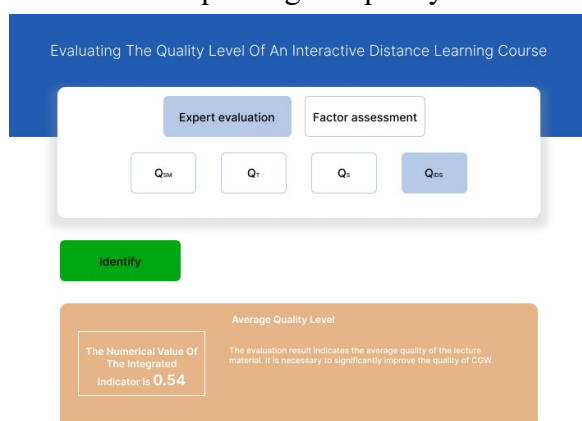 Evaluating The Quality Level Of An Interactive Distance Learning Course
Expert evaluation Factor assessment
QSM QT QS QIDS
Identify
Average Quality Level
The Numerical Value Of
The Integrated
Indicator Is 0.54
The evaluation result indicates the average quality of the lecture
material. It is necessary to significantly improve the quality of CGW.